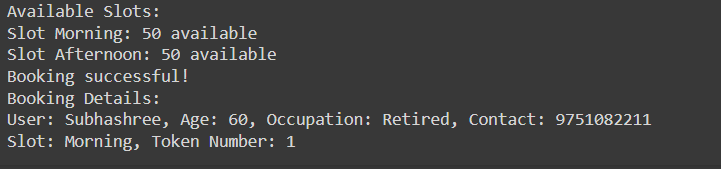 Available Slots:
Slot Morning: 50 available
Slot Afternoon: 50 available
Booking successful!
Booking Details:
User: Subhashree, Age: 60, Occupation: Retired, Contact: 9751082211
Slot: Morning, Token Number: 1